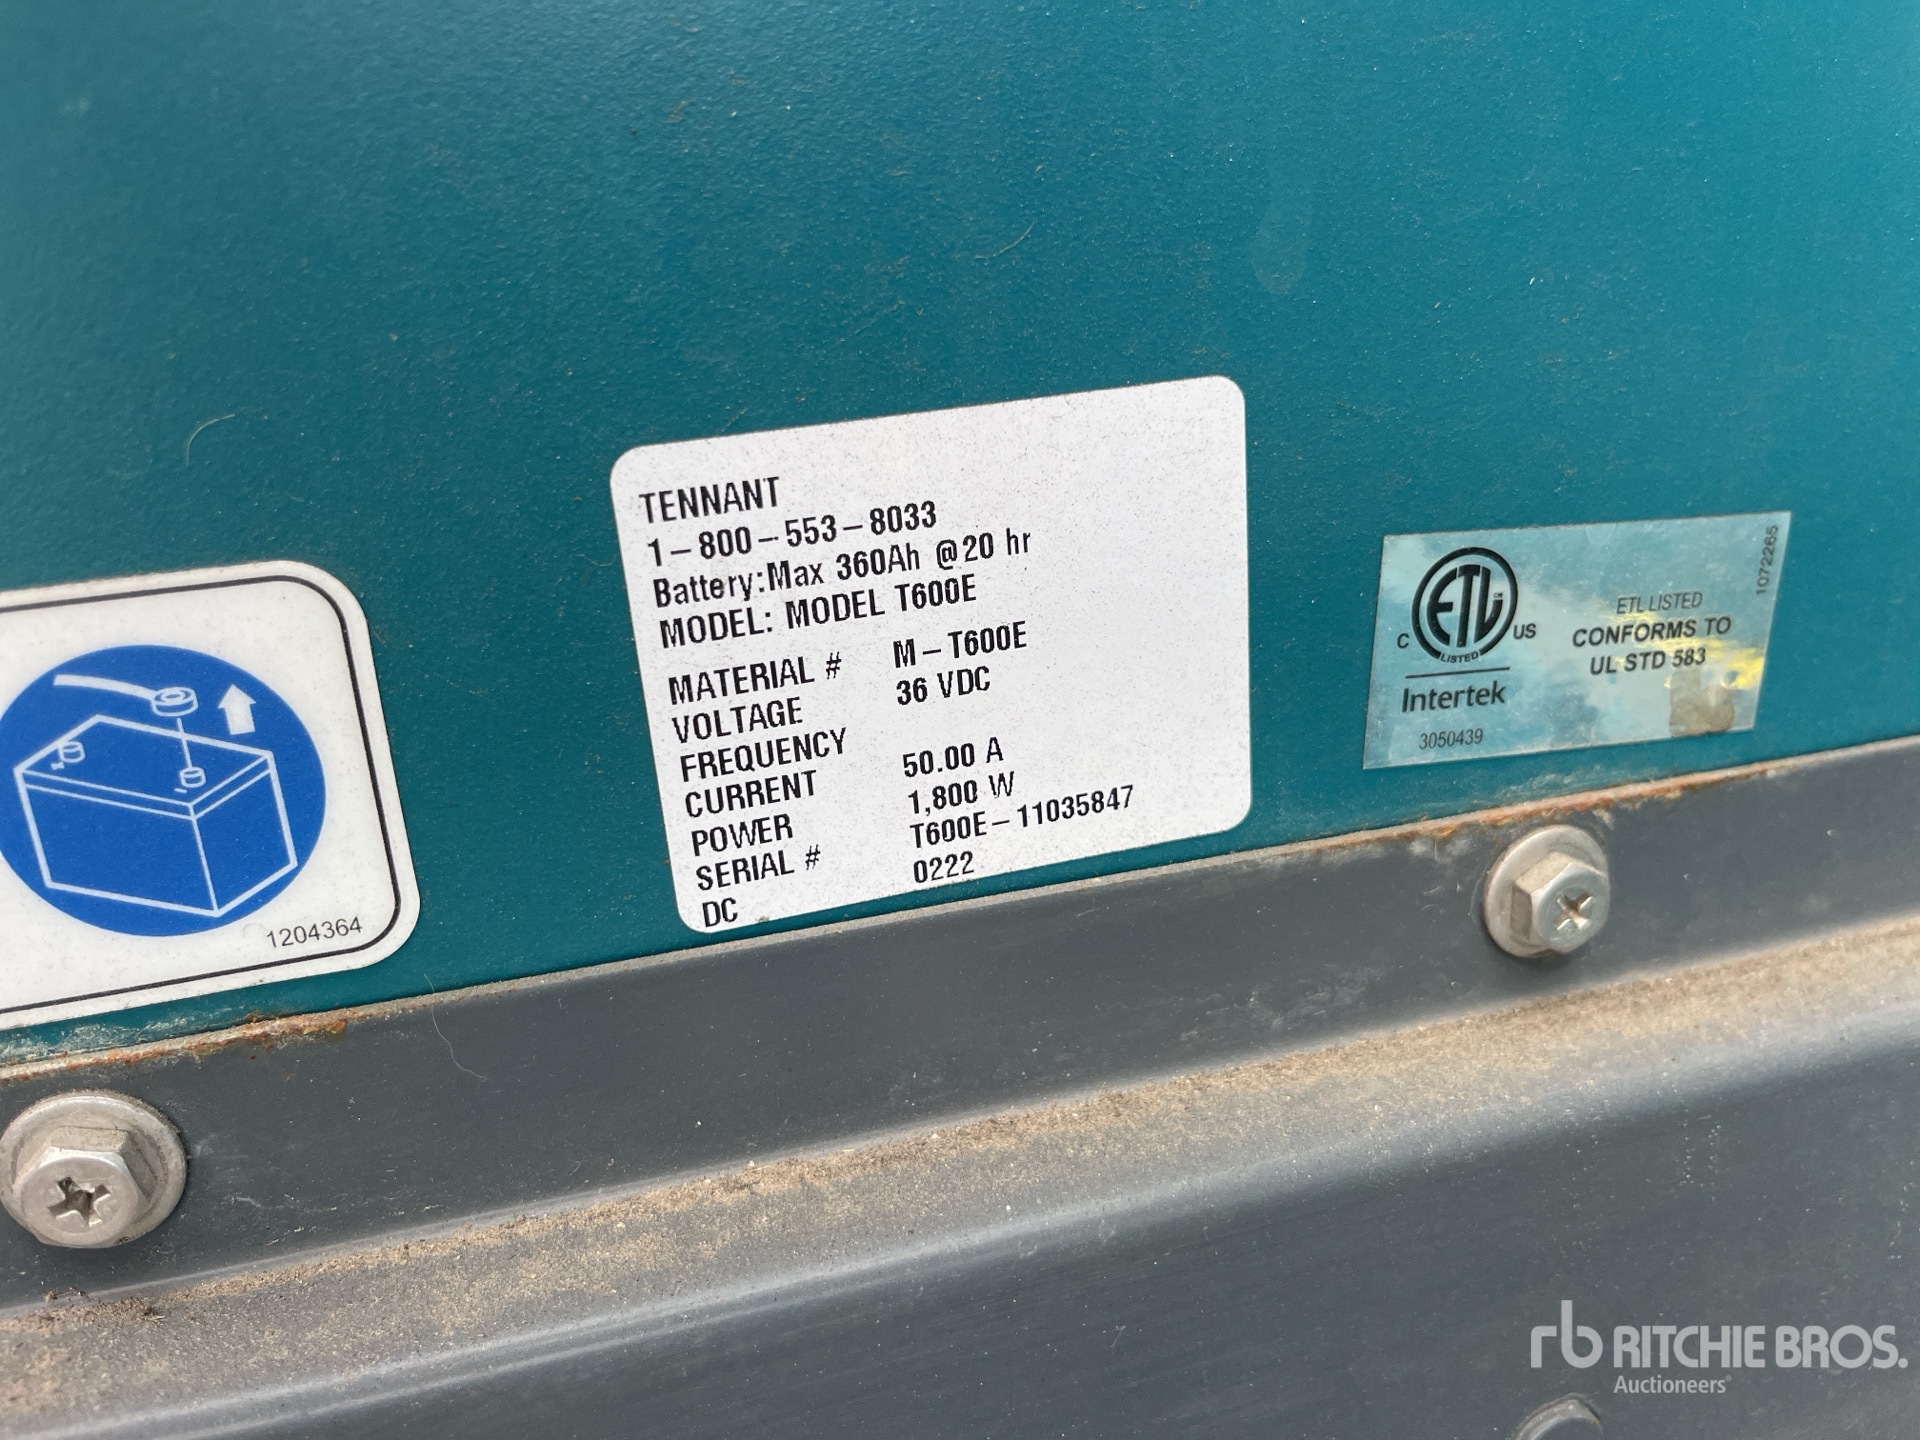 TENNANT
1-800-553-8033
Battery:Max 360Ah @20 hr
MODEL: MODEL T600E
MATERIAL # M-T600E
VOLTAGE 36 VDC
FREQUENCY
CURRENT 50.00 A
POWER 1,800 W
SERIAL # T600E-11035847
DC 0222
1204364
C ETL US
LISTED
Intertek
3050439
ETL LISTED
CONFORMS TO
UL STD 583
1072265
rb RITCHIE BROS.
Auctioneers